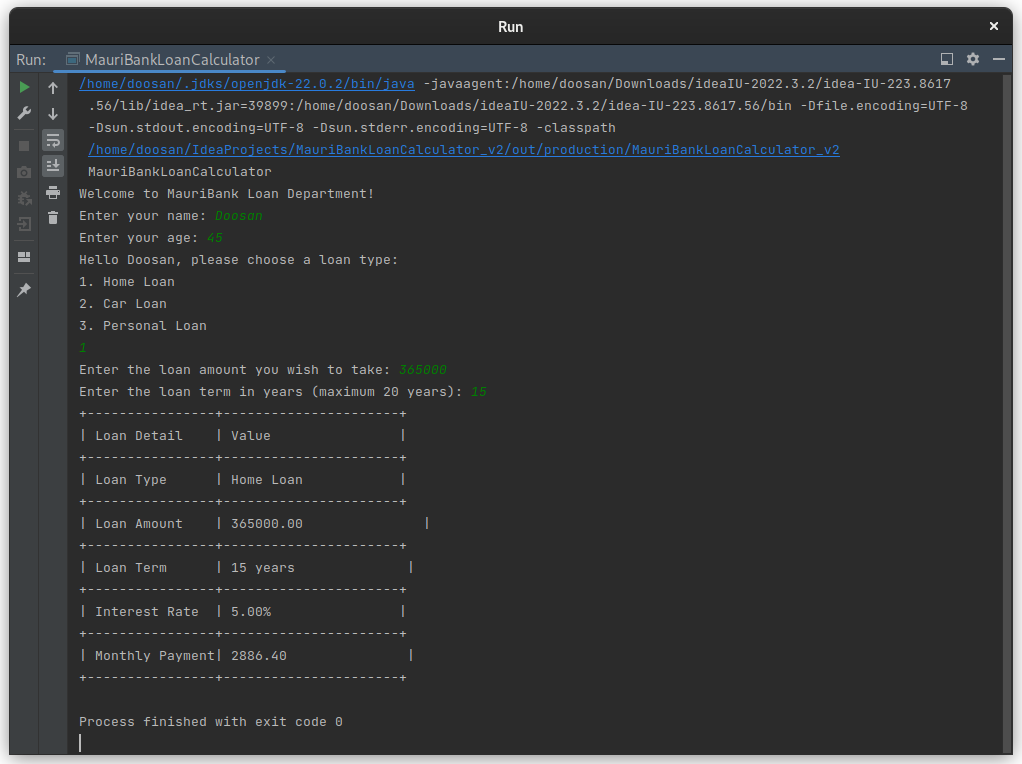 Run
Run: MauriBankLoanCalculator
/home/doosan/.jdks/openjdk-22.0.2/bin/java -javaagent:/home/doosan/Downloads/ideaIU-2022.3.2/idea-IU-223.8617
.56/lib/idea_rt.jar=39899:/home/doosan/Downloads/ideaIU-2022.3.2/idea-IU-223.8617.56/bin -Dfile.encoding=UTF-8
-Dsun.stdout.encoding=UTF-8 -Dsun.stderr.encoding=UTF-8 -classpath
/home/doosan/IdeaProjects/MauriBankLoanCalculator_v2/out/production/MauriBankLoanCalculator_v2
MauriBankLoanCalculator
Welcome to MauriBank Loan Department!
Enter your name: Doosan
Enter your age: 45
Hello Doosan, please choose a loan type:
1. Home Loan
2. Car Loan
3. Personal Loan
1
Enter the loan amount you wish to take: 365000
Enter the loan term in years (maximum 20 years): 15
+----------------+----------------------+
| Loan Detail    | Value                |
+----------------+----------------------+
| Loan Type      | Home Loan            |
+----------------+----------------------+
| Loan Amount    | 365000.00               |
+----------------+----------------------+
| Loan Term      | 15 years              |
+----------------+----------------------+
| Interest Rate  | 5.00%                |
+----------------+----------------------+
| Monthly Payment| 2886.40               |
+----------------+----------------------+
Process finished with exit code 0